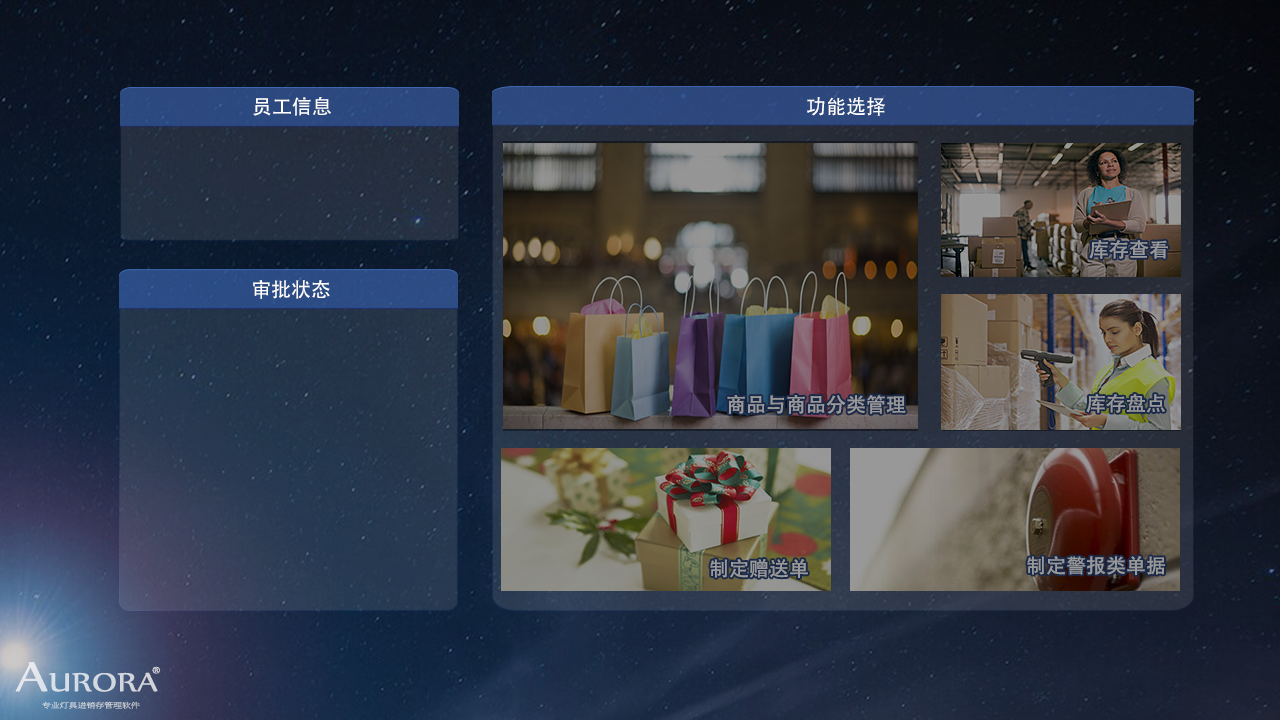 员工信息
功能选择
库存查看
审批状态
库存盘点
商品与商品分类管理
制定赠送单
制定警报类单据
AURORA®
专业灯具进销存管理软件